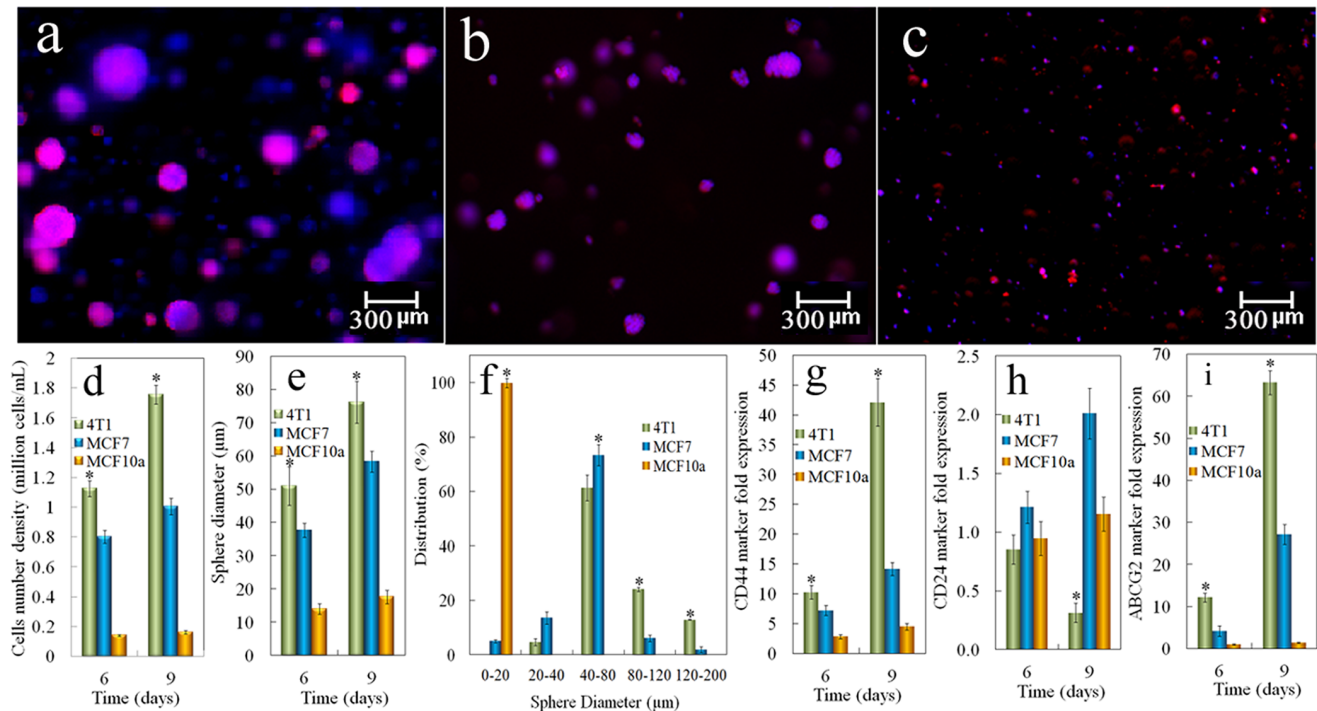 a
b
c
300 µm
300 µm
300 µm
d
Cells number density (million cells/mL)
2
1.8
1.6
1.4
1.2
1
0.8
0.6
0.4
0.2
0
*
*
4T1
MCF7
MCF10a
6
9
Time (days)
e
Sphere diameter (µm)
90
80
70
60
50
40
30
20
10
0
*
*
4T1
MCF7
MCF10a
6
9
Time (days)
f
Distribution (%)
100
80
60
40
20
0
*
*
*
*
4T1
MCF7
MCF10a
0-20
20-40
40-80
80-120
120-200
Sphere Diameter (µm)
g
CD44 marker fold expression
50
45
40
35
30
25
20
15
10
5
0
*
*
4T1
MCF7
MCF10a
6
9
Time (days)
h
CD24 marker fold expression
2.5
2.0
1.5
1.0
0.5
0.0
*
4T1
MCF7
MCF10a
6
9
Time (days)
i
ABCG2 marker fold expression
70
60
50
40
30
20
10
0
*
*
4T1
MCF7
MCF10a
6
9
Time (days)